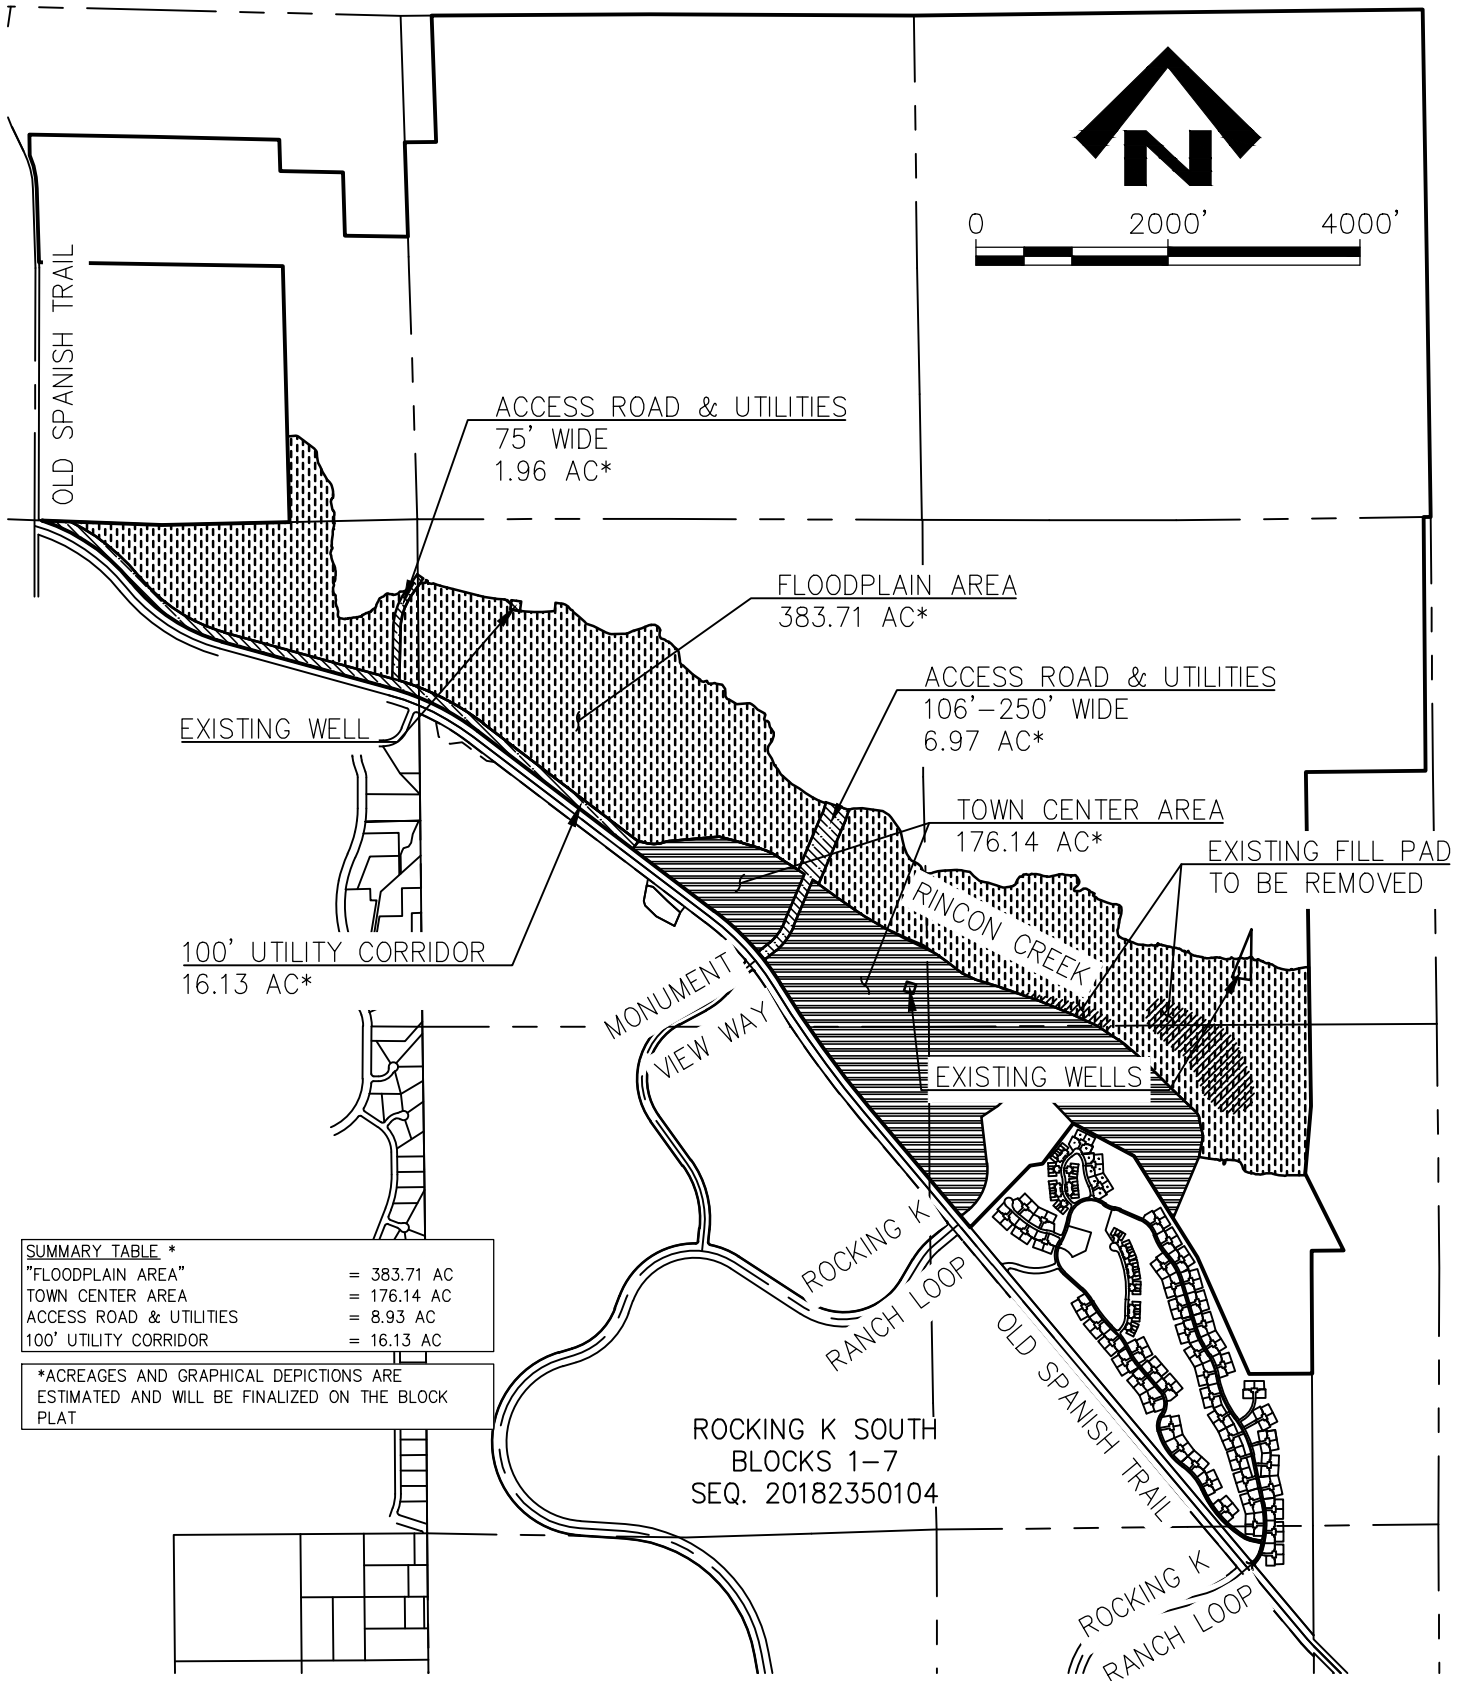 N
0 2000' 4000'
OLD SPANISH TRAIL
ACCESS ROAD & UTILITIES
75' WIDE
1.96 AC*
FLOODPLAIN AREA
383.71 AC*
ACCESS ROAD & UTILITIES
106'-250' WIDE
6.97 AC*
EXISTING WELL
TOWN CENTER AREA
176.14 AC*
EXISTING FILL PAD
TO BE REMOVED
RINCON CREEK
100' UTILITY CORRIDOR
16.13 AC*
MONUMENT
VIEW WAY
EXISTING WELLS
ROCKING K
RANCH LOOP
SUMMARY TABLE *
"FLOODPLAIN AREA" = 383.71 AC
TOWN CENTER AREA = 176.14 AC
ACCESS ROAD & UTILITIES = 8.93 AC
100' UTILITY CORRIDOR = 16.13 AC
*ACREAGES AND GRAPHICAL DEPICTIONS ARE
ESTIMATED AND WILL BE FINALIZED ON THE BLOCK
PLAT
OLD SPANISH TRAIL
ROCKING K SOUTH
BLOCKS 1-7
SEQ. 20182350104
ROCKING K
RANCH LOOP